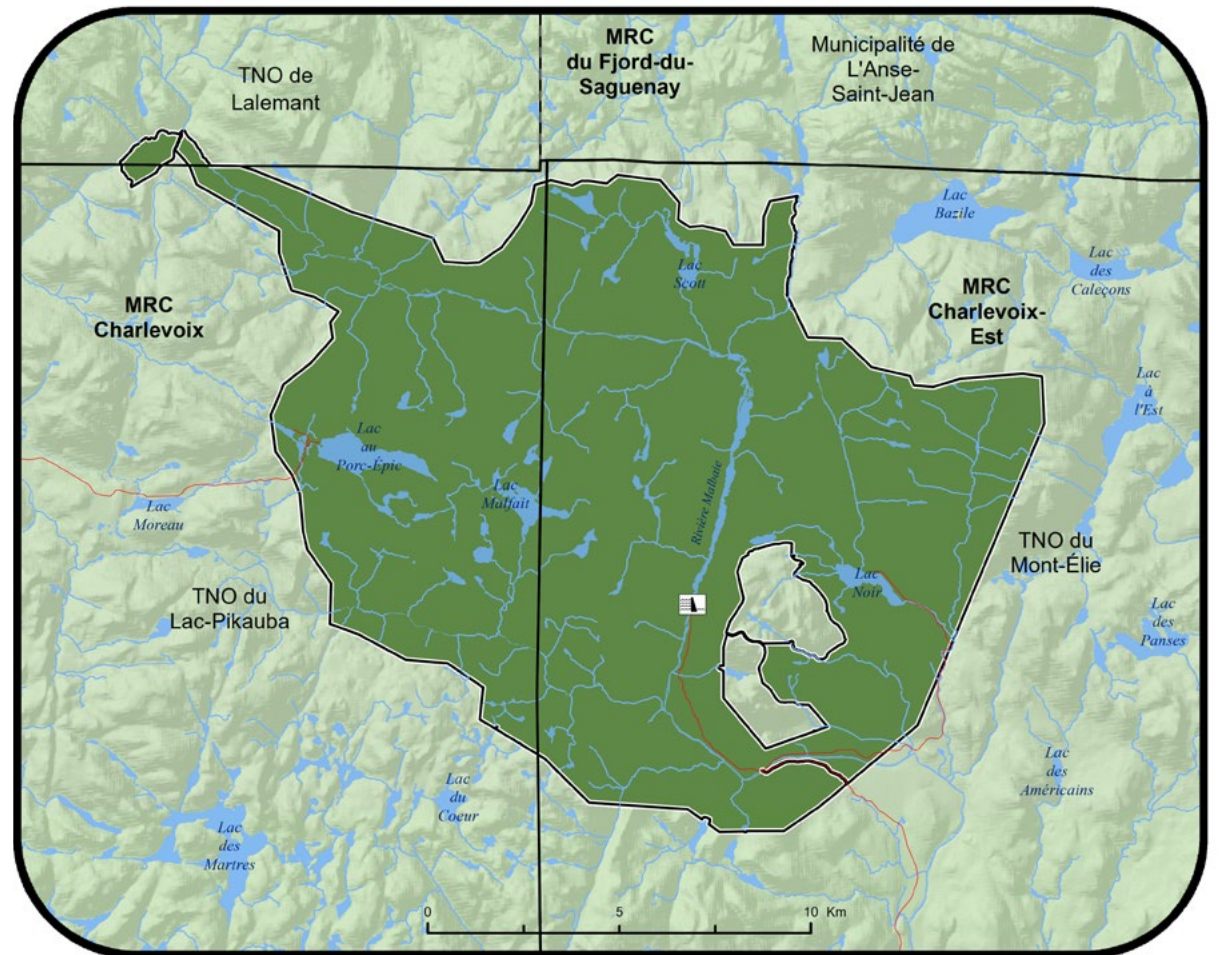 MRC
du Fjord-du-
Saguenay
Municipalité de
L'Anse-
Saint-Jean
TNO de
Lalemant
Lac
Bazile
Lac
des
Caleçons
Lac
Scott
MRC
Charlevoix
MRC
Charlevoix-
Est
Lac
à
l'Est
Lac
au
Porc-Épic
Lac
Malfait
Lac
Moreau
Rivière Malbaie
TNO du
Mont-Élie
Lac
Noir
TNO du
Lac-Pikauba
Lac
des
Panses
Lac
des
Américains
Lac
du
Coeur
Lac
des
Martres
0 5 10 Km